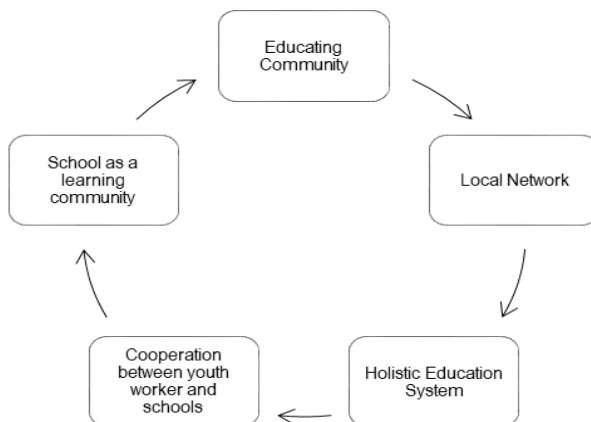 Educating
Community
Local Network
Holistic Education
System
Cooperation
between youth
worker and
schools
School as a
learning
community